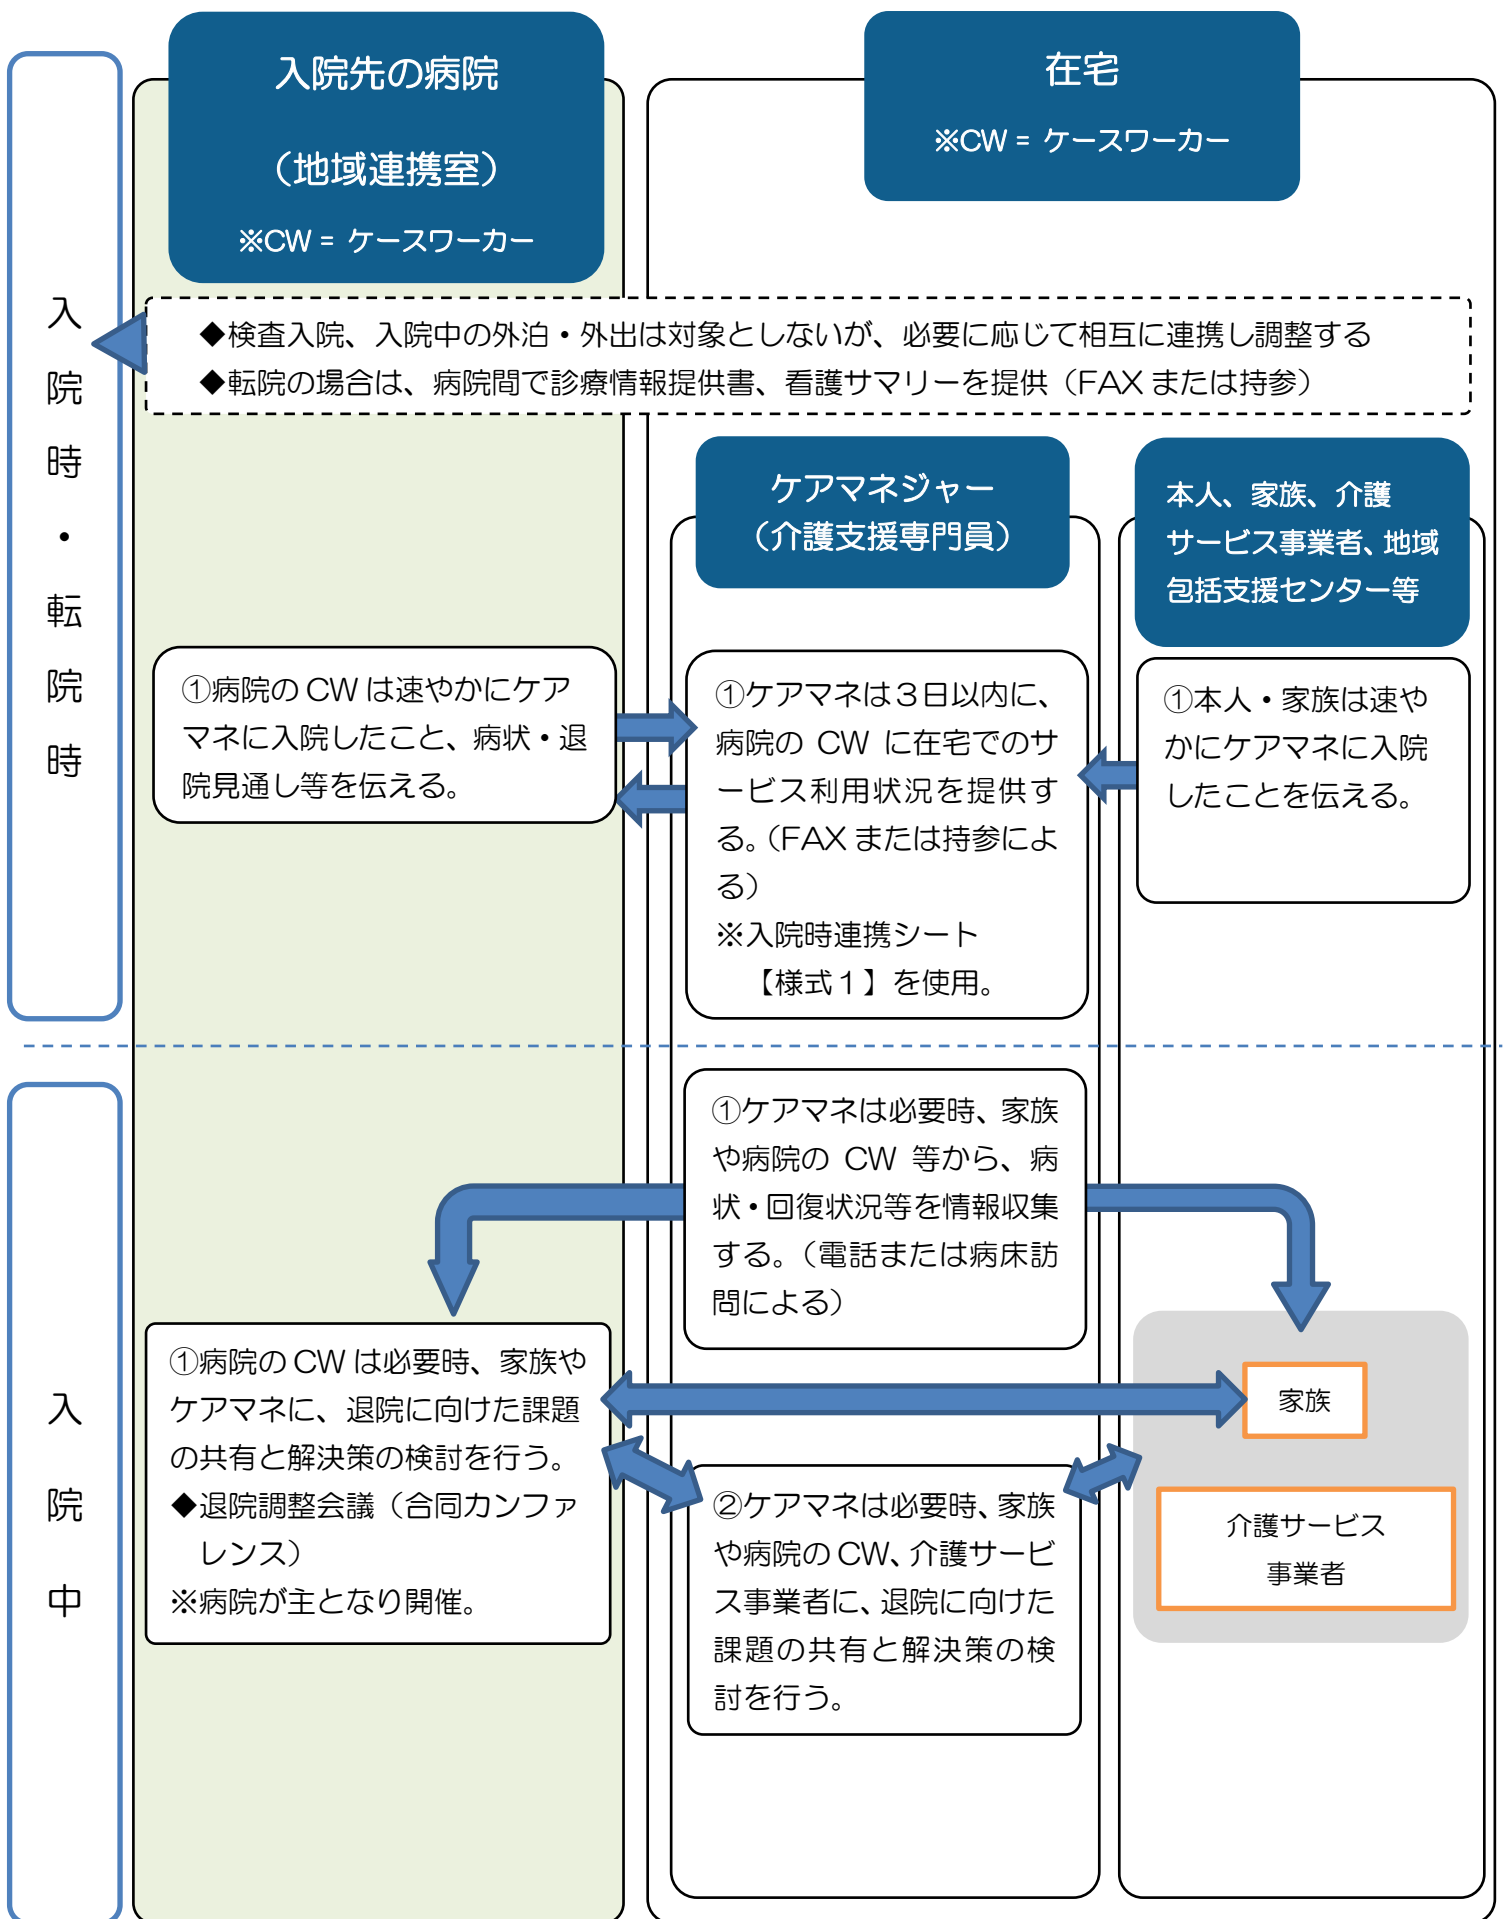 入院先の病院
（地域連携室）
※CW = ケースワーカー
在宅
※CW = ケースワーカー
入院時・転院時
◆検査入院、入院中の外泊・外出は対象としないが、必要に応じて相互に連携し調整する
◆転院の場合は、病院間で診療情報提供書、看護サマリーを提供（FAX または持参）
ケアマネジャー
（介護支援専門員）
本人、家族、介護
サービス事業者、地域
包括支援センター等
①病院の CW は速やかにケア
マネに入院したこと、病状・退
院見通し等を伝える。
①ケアマネは３日以内に、
病院の CW に在宅でのサ
ービス利用状況を提供す
る。（FAX または持参によ
る）
※入院時連携シート
【様式１】を使用。
①本人・家族は速や
かにケアマネに入院
したことを伝える。
入院中
①ケアマネは必要時、家族
や病院の CW 等から、病
状・回復状況等を情報収集
する。（電話または病床訪
問による）
①病院の CW は必要時、家族や
ケアマネに、退院に向けた課題
の共有と解決策の検討を行う。
◆退院調整会議（合同カンファ
レンス）
※病院が主となり開催。
②ケアマネは必要時、家族
や病院の CW、介護サービ
ス事業者に、退院に向けた
課題の共有と解決策の検
討を行う。
家族
介護サービス
事業者